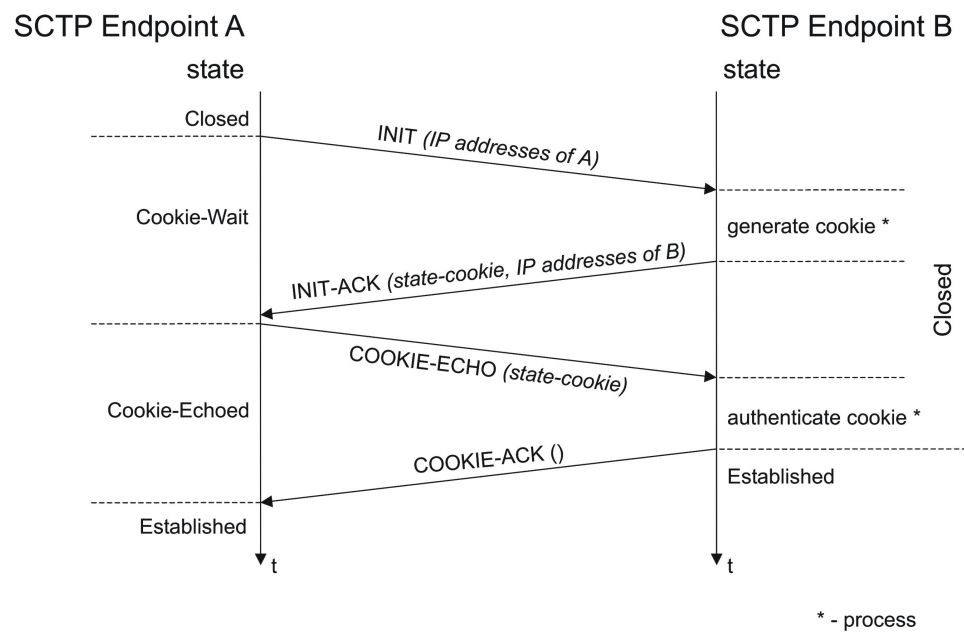 SCTP Endpoint A
SCTP Endpoint B
state
state
Closed
INIT (IP addresses of A)
Cookie-Wait
generate cookie *
INIT-ACK (state-cookie, IP addresses of B)
Closed
COOKIE-ECHO (state-cookie)
Cookie-Echoed
authenticate cookie *
COOKIE-ACK ()
Established
Established
t
t
* - process